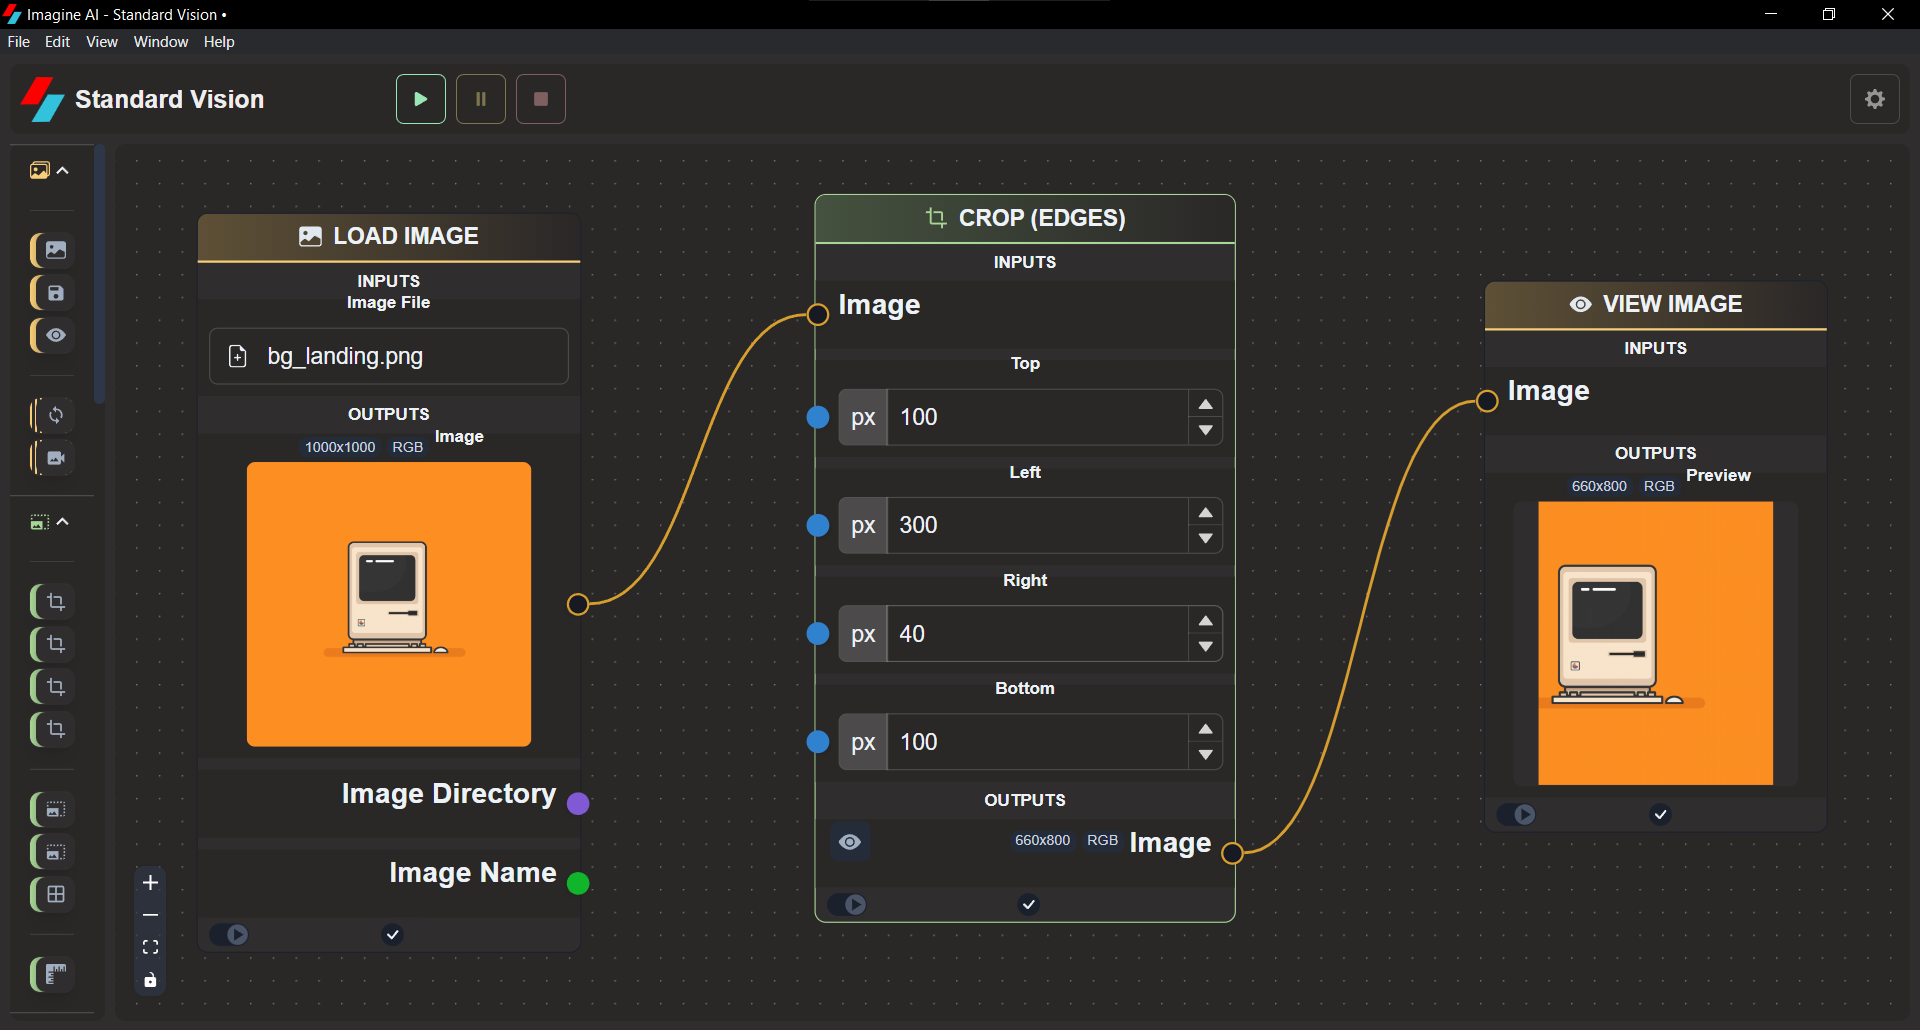 Imagine AI - Standard Vision •
File Edit View Window Help
Standard Vision
LOAD IMAGE
INPUTS
Image File
bg_landing.png
OUTPUTS
1000x1000 RGB Image
Image Directory
Image Name
CROP (EDGES)
INPUTS
Image
Top
px 100
Left
px 300
Right
px 40
Bottom
px 100
OUTPUTS
660x800 RGB Image
VIEW IMAGE
INPUTS
Image
OUTPUTS
660x800 RGB Preview